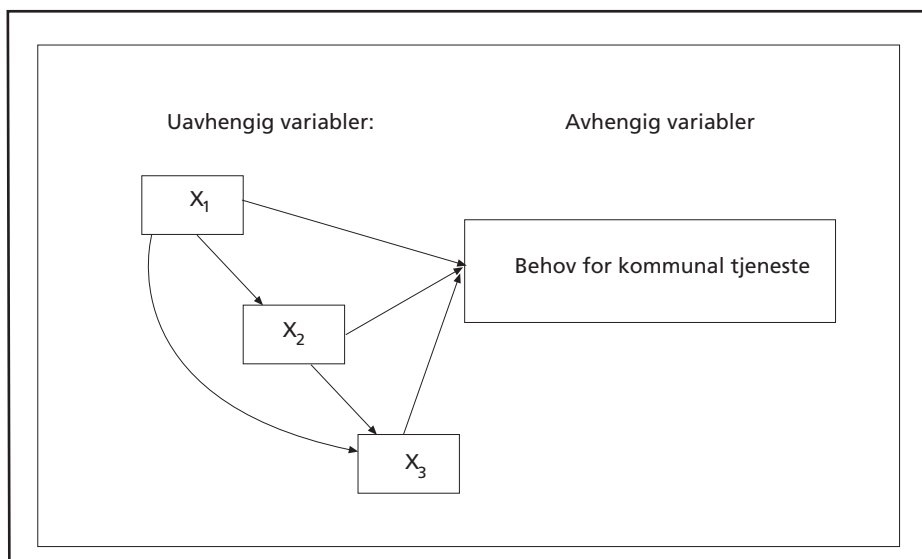 Uavhengig variabler: Avhengig variabler
X₁
Behov for kommunal tjeneste
X₂
X₃